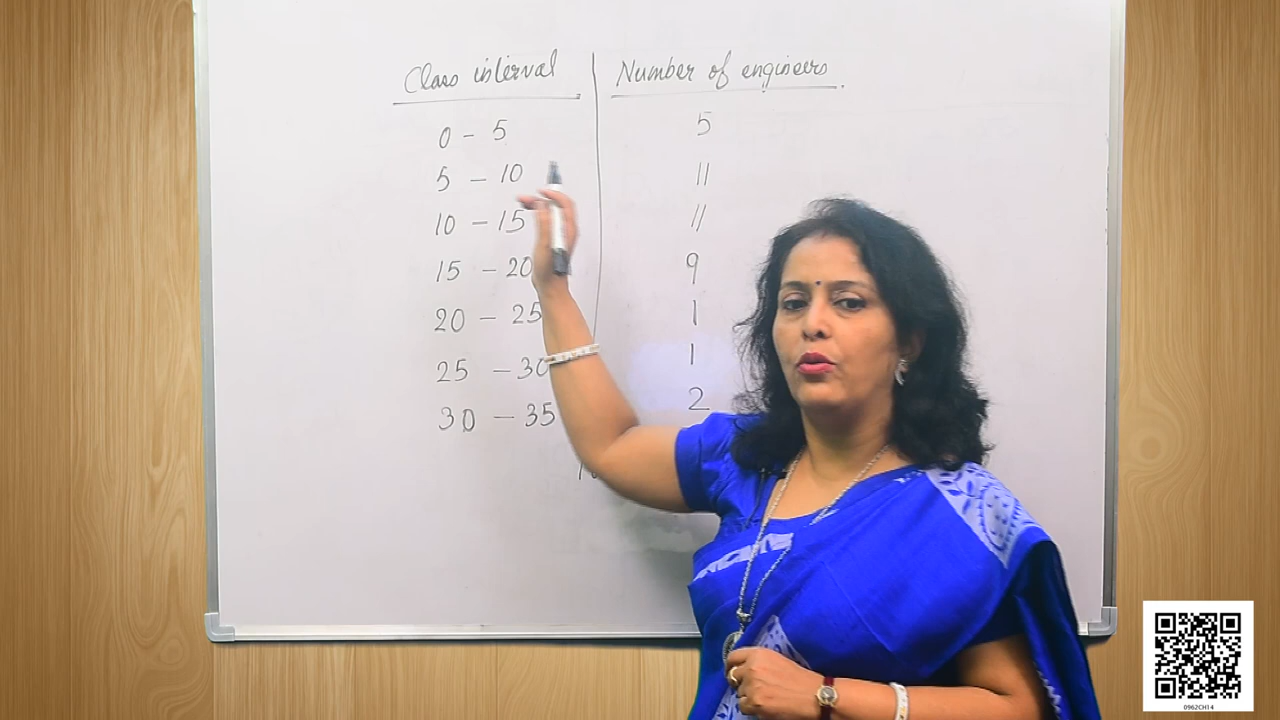 Class interval Number of engineers
0 - 5 5
5 - 10 11
10 - 15 11
15 - 20 9
20 - 25 1
25 - 30 1
30 - 35 2
0962CH14